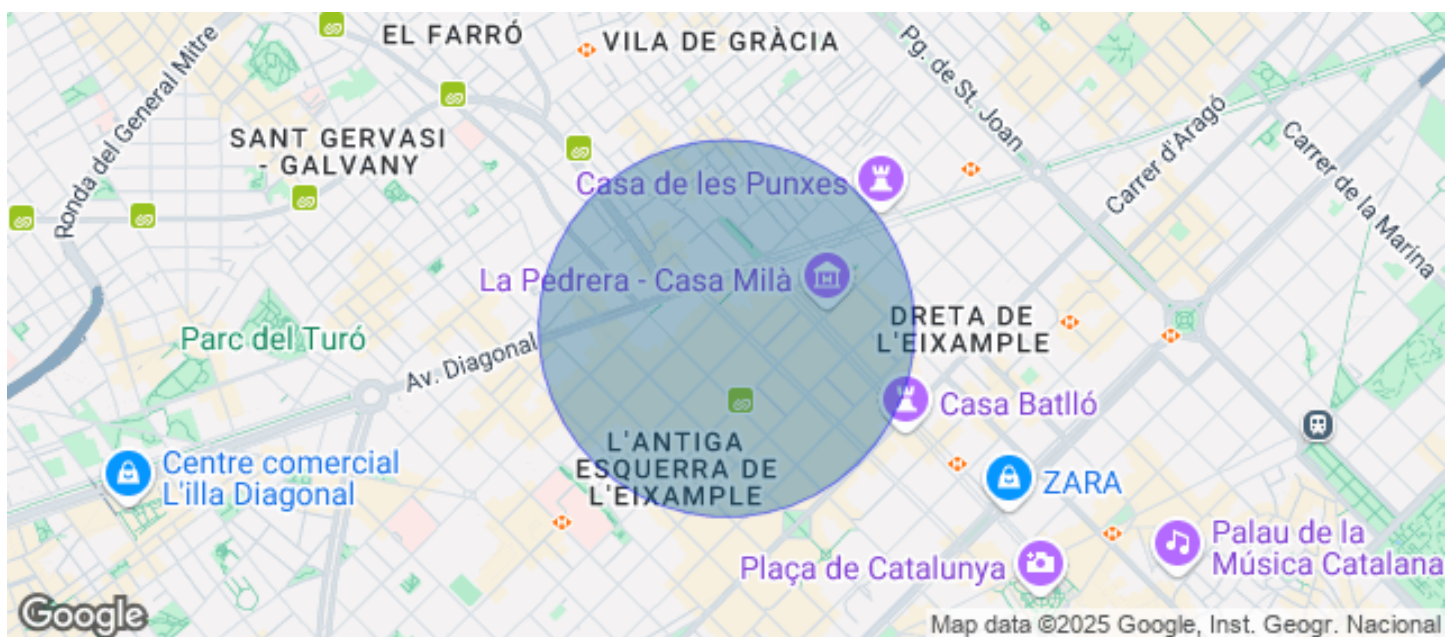 EL FARRÓ
VILA DE GRÀCIA
Pg. de St. Joan
Ronda del General Mitre
SANT GERVASI
- GALVANY
Casa de les Punxes
Carrer d'Aragó
Carrer de la Marina
La Pedrera - Casa Milà
DRETA DE
L'EIXAMPLE
Parc del Turó
Av. Diagonal
Casa Batlló
L'ANTIGA
ESQUERRA DE
L'EIXAMPLE
Centre comercial
L'illa Diagonal
ZARA
Plaça de Catalunya
Palau de la
Música Catalana
Google
Map data ©2025 Google, Inst. Geogr. Nacional